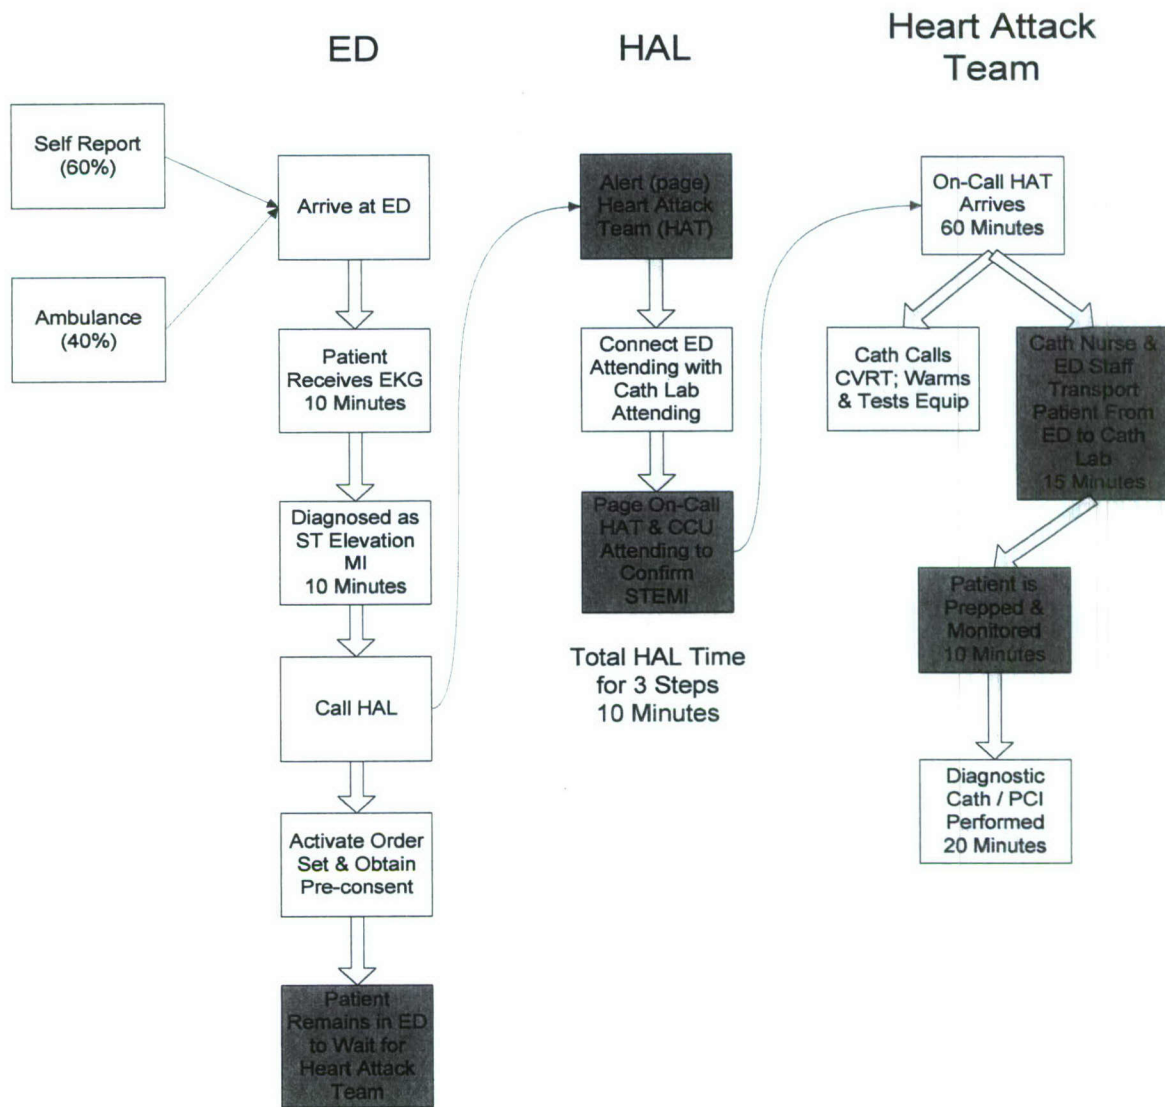 ED
HAL
Heart Attack
Team
Self Report
(60%)
Ambulance
(40%)
Arrive at ED
Patient
Receives EKG
10 Minutes
Diagnosed as
ST Elevation
MI
10 Minutes
Call HAL
Activate Order
Set & Obtain
Pre-consent
Patient
Remains in ED
to Wait for
Heart Attack
Team
Alert (page)
Heart Attack
Team (HAT)
Connect ED
Attending with
Cath Lab
Attending
Page On-Call
HAT & CCU
Attending to
Confirm
STEMI
Total HAL Time
for 3 Steps
10 Minutes
On-Call HAT
Arrives
60 Minutes
Cath Calls
CVRT; Warms
& Tests Equip
Cath Nurse &
ED Staff
Transport
Patient From
ED to Cath
Lab
15 Minutes
Patient is
Prepped &
Monitored
10 Minutes
Diagnostic
Cath / PCI
Performed
20 Minutes